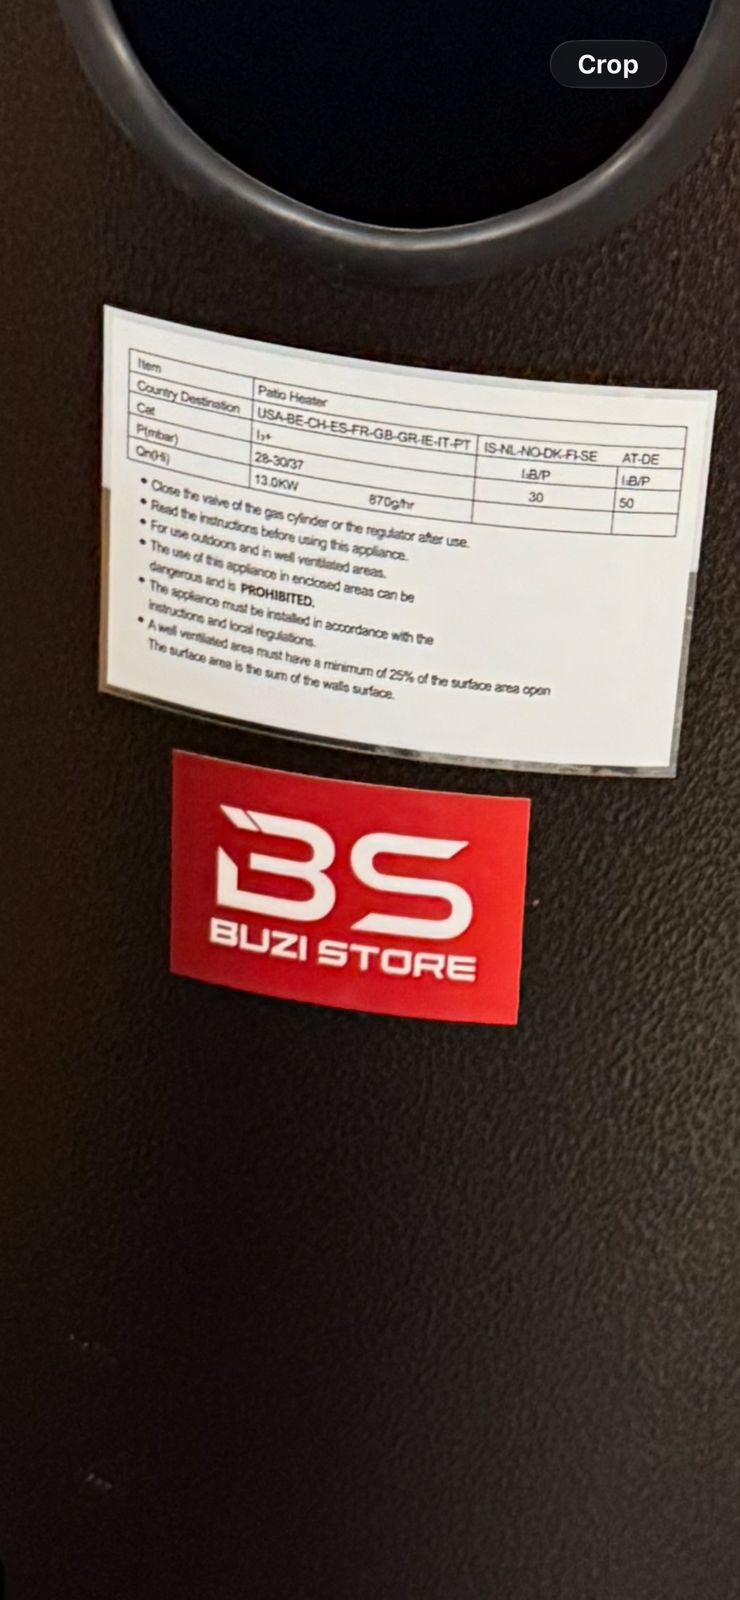 Crop
Item Patio Heater
Country Destination USA-BE-CH-ES-FR-GB-GR-IE-IT-PT IS-NL-NO-DK-FI-SE AT-DE
Cat I₃+ I₃B/P I₃B/P
P(mbar) 28-30/37 30 50
Qn(Hi) 13.0KW 870g/hr
• Close the valve of the gas cylinder or the regulator after use.
• Read the instructions before using this appliance.
• For use outdoors and in well ventilated areas.
• The use of this appliance in enclosed areas can be
dangerous and is PROHIBITED.
• The appliance must be installed in accordance with the
instructions and local regulations.
• A well ventilated area must have a minimum of 25% of the surface area open
The surface area is the sum of the walls surface.
BS
BUZI STORE